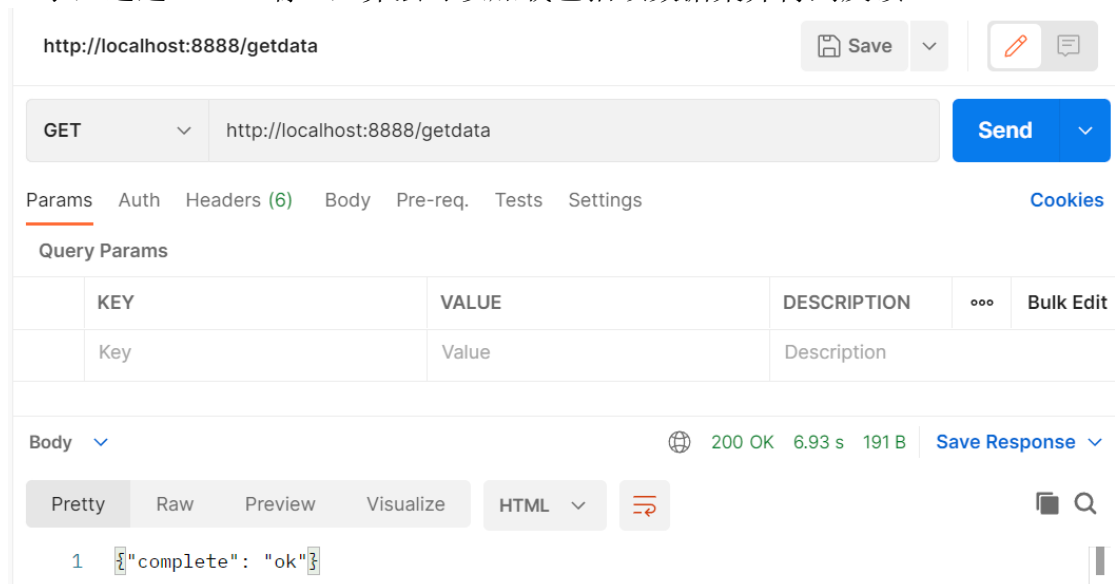 http://localhost:8888/getdata
Save
GET
http://localhost:8888/getdata
Send
Params Auth Headers (6) Body Pre-req. Tests Settings Cookies
Query Params
KEY VALUE DESCRIPTION ooo Bulk Edit
Key Value Description
Body 200 OK 6.93 s 191 B Save Response
Pretty Raw Preview Visualize HTML
1 {"complete": "ok"}